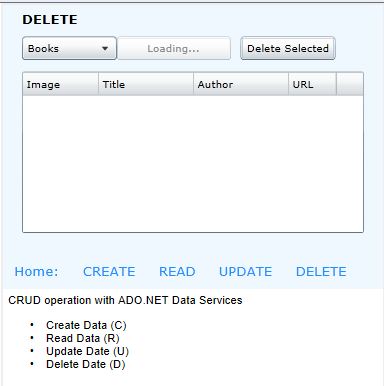 DELETE
Books Loading... Delete Selected
Image Title Author URL
Home: CREATE READ UPDATE DELETE
CRUD operation with ADO.NET Data Services
• Create Data (C)
• Read Data (R)
• Update Date (U)
• Delete Date (D)